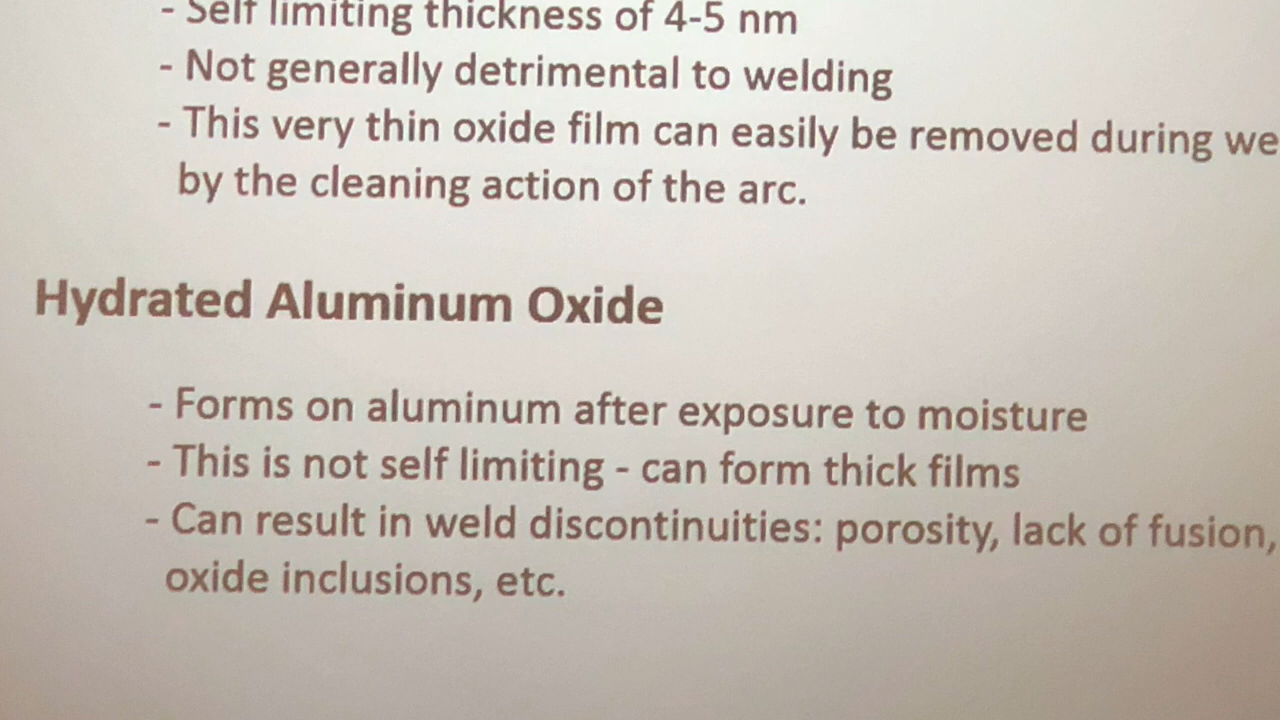 - Self limiting thickness of 4-5 nm
- Not generally detrimental to welding
- This very thin oxide film can easily be removed during we
by the cleaning action of the arc.
Hydrated Aluminum Oxide
- Forms on aluminum after exposure to moisture
- This is not self limiting - can form thick films
- Can result in weld discontinuities: porosity, lack of fusion,
oxide inclusions, etc.